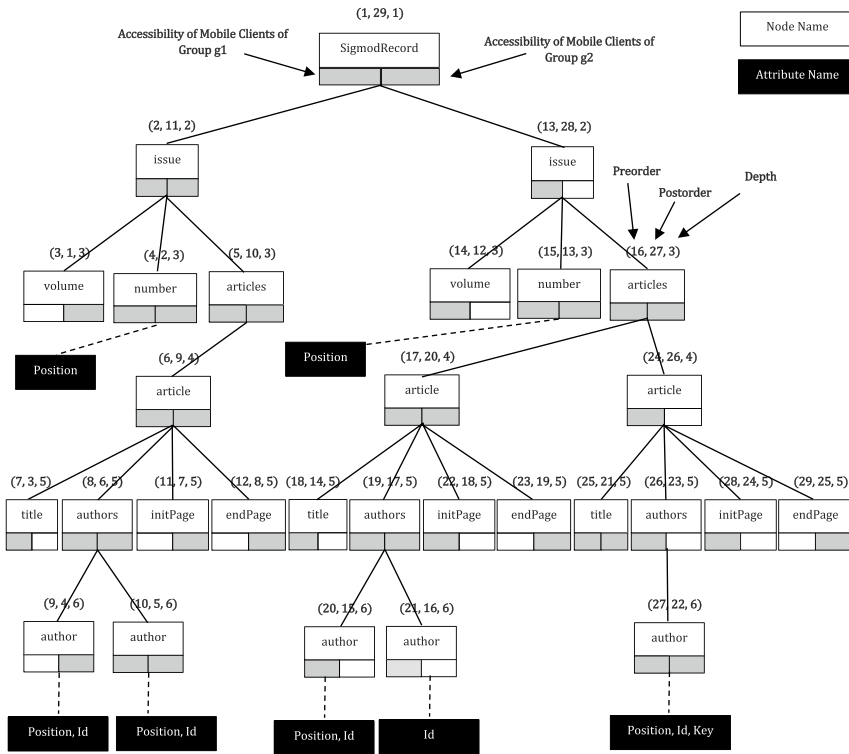 (1, 29, 1)
Accessibility of Mobile Clients of
Group g1
SigmodRecord
Accessibility of Mobile Clients of
Group g2
Node Name
Attribute Name
(2, 11, 2)
(13, 28, 2)
issue
issue
Preorder
Postorder
Depth
(3, 1, 3)
(4, 2, 3)
(5, 10, 3)
(14, 12, 3)
(15, 13, 3)
(16, 27, 3)
volume
number
articles
volume
number
articles
Position
Position
(6, 9, 4)
(17, 20, 4)
(24, 26, 4)
article
article
article
(7, 3, 5)
(8, 6, 5)
(11, 7, 5)
(12, 8, 5)
(18, 14, 5)
(19, 17, 5)
(22, 18, 5)
(23, 19, 5)
(25, 21, 5)
(26, 23, 5)
(28, 24, 5)
(29, 25, 5)
title
authors
initPage
endPage
title
authors
initPage
endPage
title
authors
initPage
endPage
(9, 4, 6)
(10, 5, 6)
(20, 15, 6)
(21, 16, 6)
(27, 22, 6)
author
author
author
author
author
Position, Id
Position, Id
Position, Id
Id
Position, Id, Key